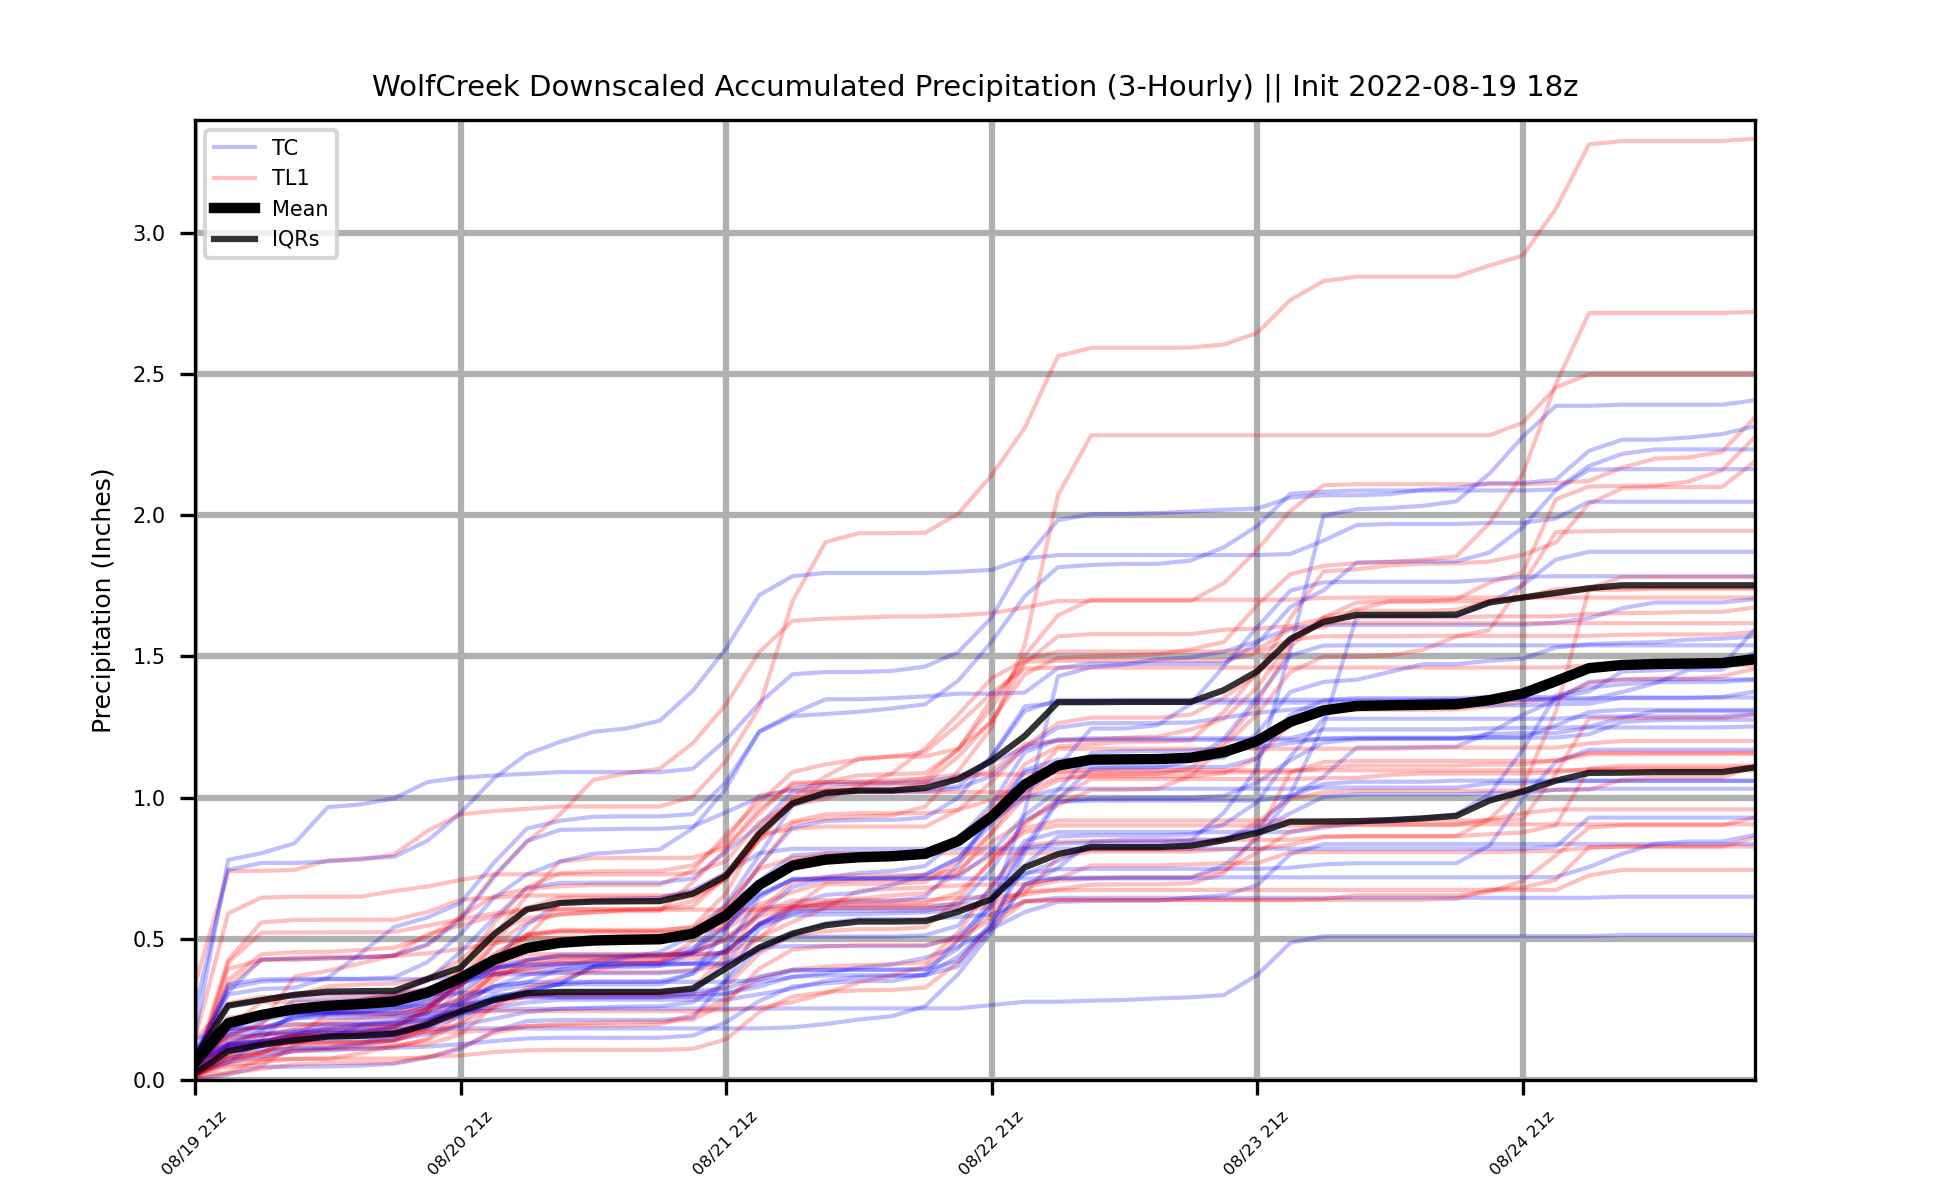 WolfCreek Downscaled Accumulated Precipitation (3-Hourly) || Init 2022-08-19 18z
TC
TL1
Mean
IQRs
Precipitation (Inches)
3.0
2.5
2.0
1.5
1.0
0.5
0.0
08/19 21z
08/20 21z
08/21 21z
08/22 21z
08/23 21z
08/24 21z